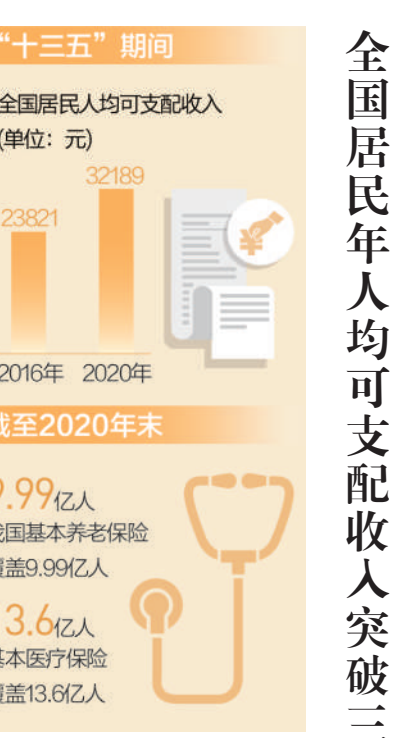 “十三五”期间
全国居民人均可支配收入
(单位：元)
32189
23821
2016年 2020年
截至2020年末
9.99亿人
我国基本养老保险
覆盖9.99亿人
13.6亿人
基本医疗保险
覆盖13.6亿人
全国居民年人均可支配收入突破三